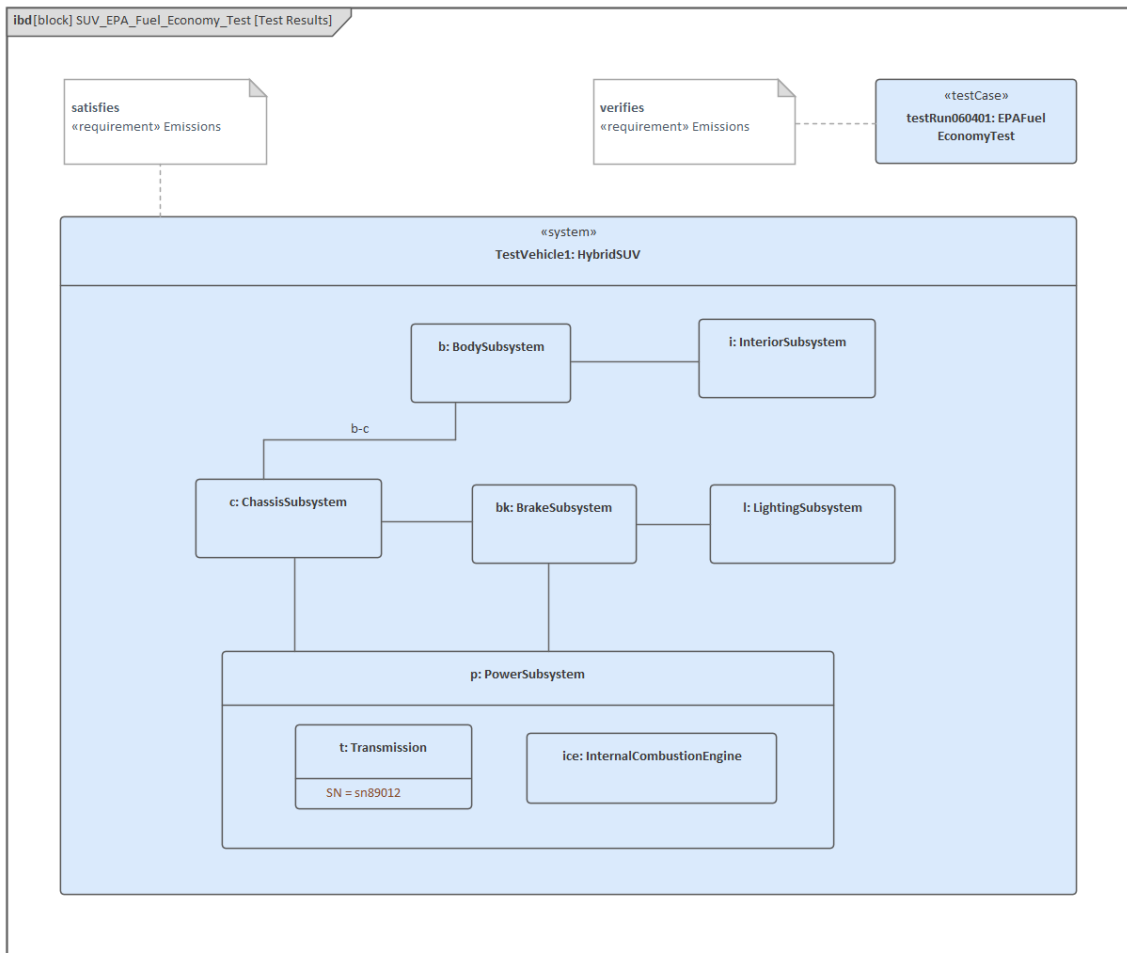 ibd[block] SUV_EPA_Fuel_Economy_Test [Test Results]
satisfies
«requirement» Emissions
verifies
«requirement» Emissions
«testCase»
testRun060401: EPAFuel
EconomyTest
«system»
TestVehicle1: HybridSUV
b: BodySubsystem
i: InteriorSubsystem
b-c
c: ChassisSubsystem
bk: BrakeSubsystem
l: LightingSubsystem
p: PowerSubsystem
t: Transmission
ice: InternalCombustionEngine
SN = sn89012